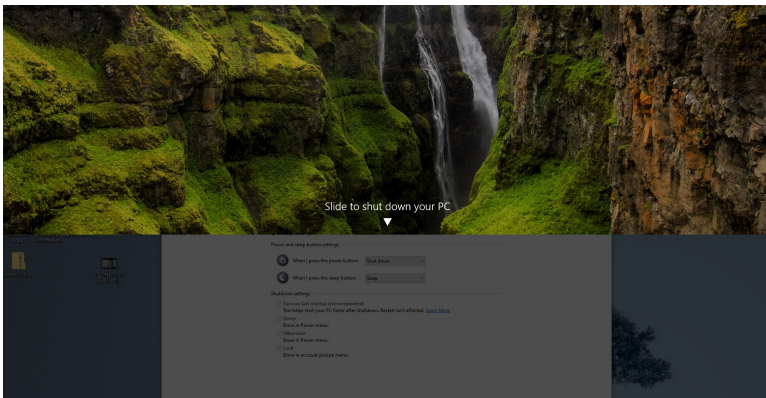 Slide to shut down your PC
Power and sleep button settings
When I press the power button: Shut down
When I press the sleep button: Sleep
Shutdown settings
Turn on fast startup (recommended)
This helps start your PC faster after shutdown. Restart isn't affected. Learn More
Sleep
Show in Power menu.
Hibernate
Show in Power menu.
Lock
Show in account picture menu.